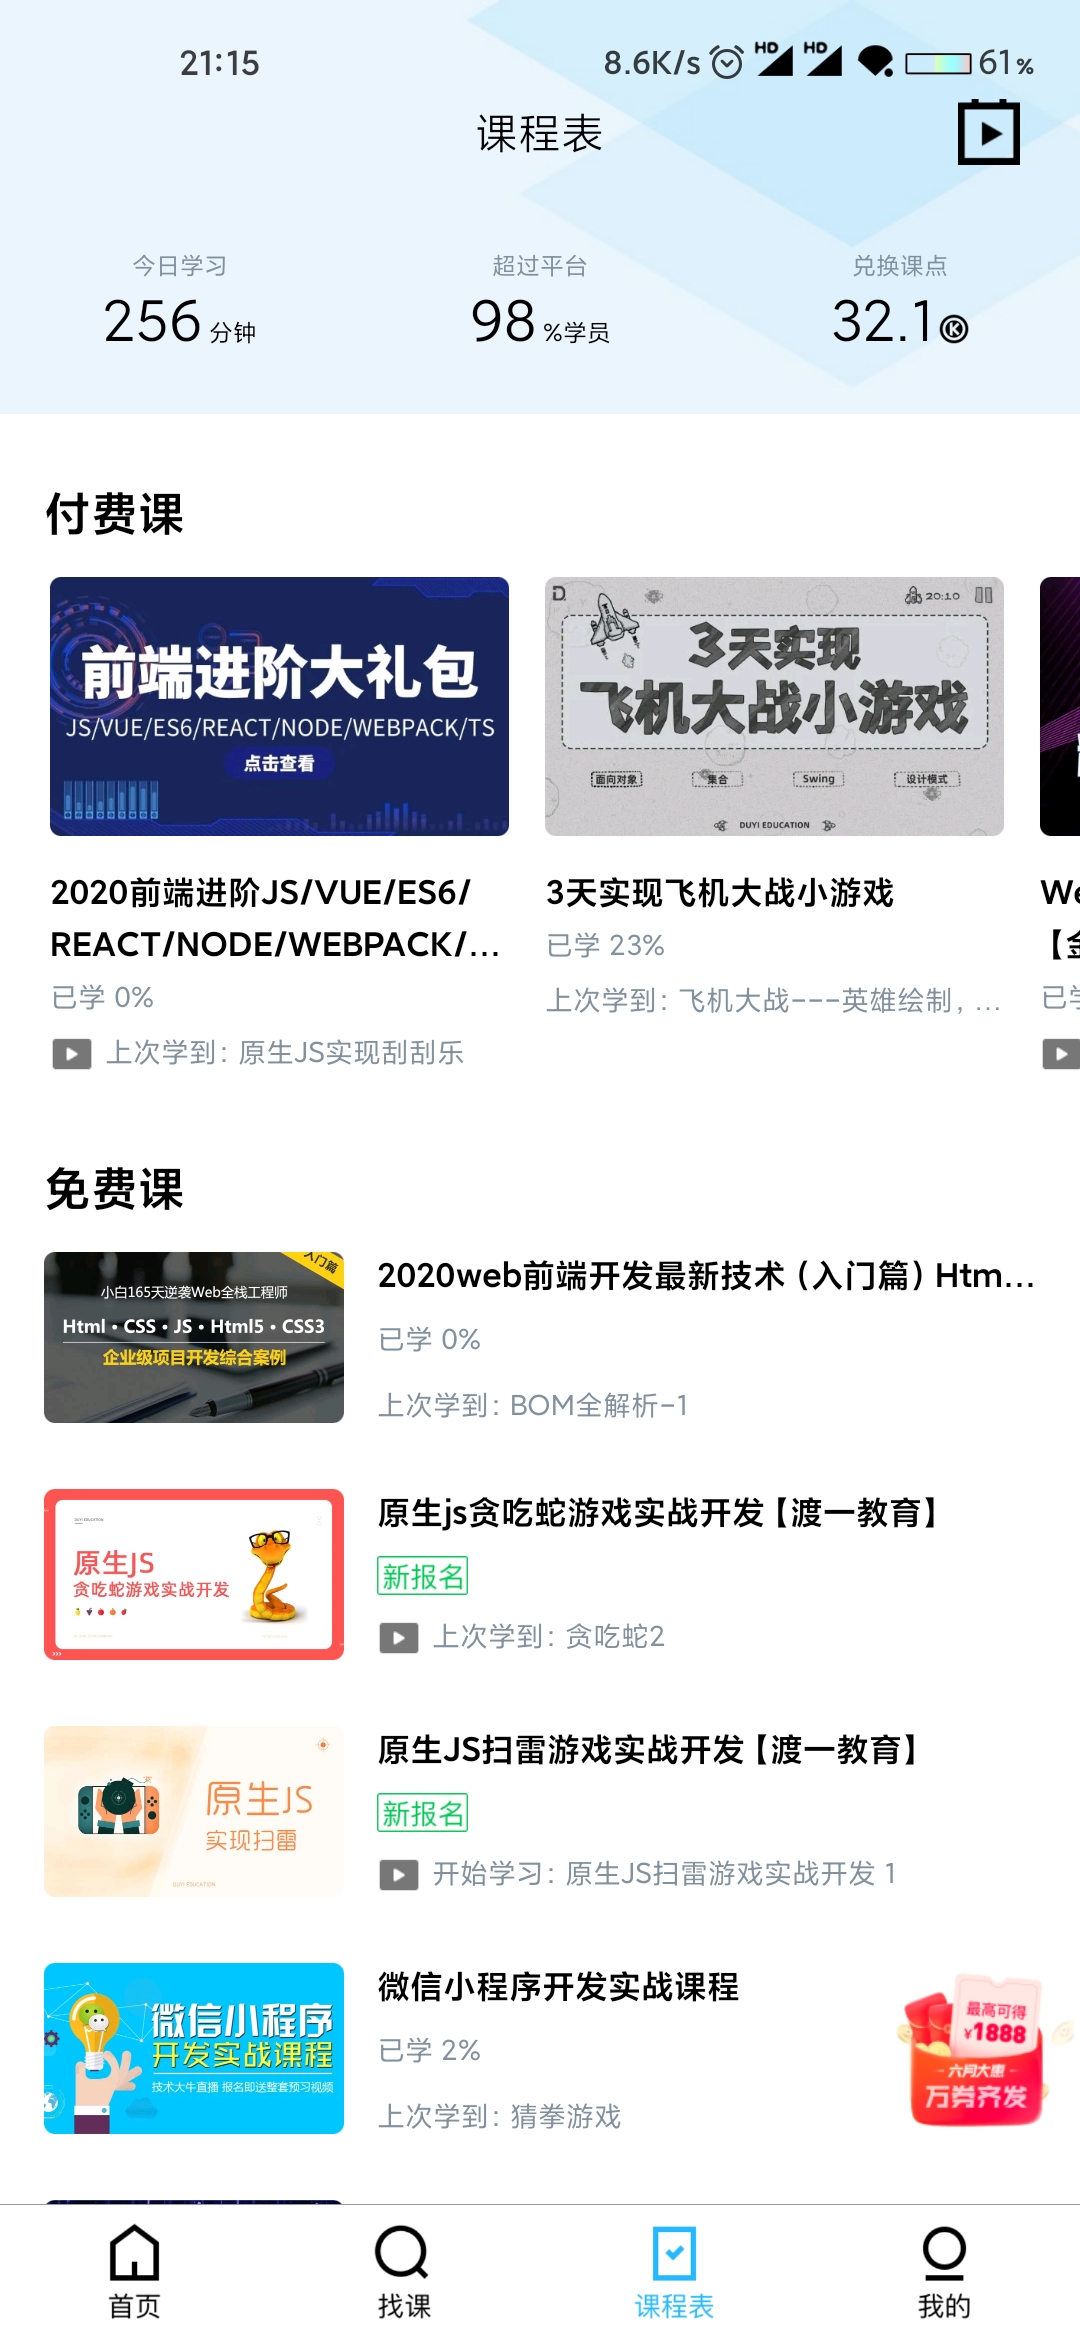 21:15
8.6K/s HD HD 61%
课程表
今日学习
超过平台
兑换课点
256 分钟
98 %学员
32.1 K
付费课
前端进阶大礼包
JS/VUE/ES6/REACT/NODE/WEBPACK/TS
点击查看
D 20:10
3天实现
飞机大战小游戏
面向对象 集合 Swing 设计模式
DUYI EDUCATION
2020前端进阶JS/VUE/ES6/
REACT/NODE/WEBPACK/...
已学 0%
上次学到: 原生JS实现刮刮乐
3天实现飞机大战小游戏
已学 23%
上次学到: 飞机大战---英雄绘制, ...
We
【金
已学
免费课
入门篇
小白165天逆袭Web全栈工程师
Html • CSS • JS • Html5 • CSS3
企业级项目开发综合案例
2020web前端开发最新技术（入门篇）Htm...
已学 0%
上次学到: BOM全解析-1
DUYI EDUCATION
原生JS
贪吃蛇游戏实战开发
原生js贪吃蛇游戏实战开发【渡一教育】
新报名
上次学到: 贪吃蛇2
原生JS
实现扫雷
DUYI EDUCATION
原生JS扫雷游戏实战开发【渡一教育】
新报名
开始学习: 原生JS扫雷游戏实战开发 1
微信小程序
开发实战课程
技术大牛直播 报名即送整套预习视频
微信小程序开发实战课程
已学 2%
上次学到: 猜拳游戏
最高可得
¥1888
六月大惠
万券齐发
首页
找课
课程表
我的